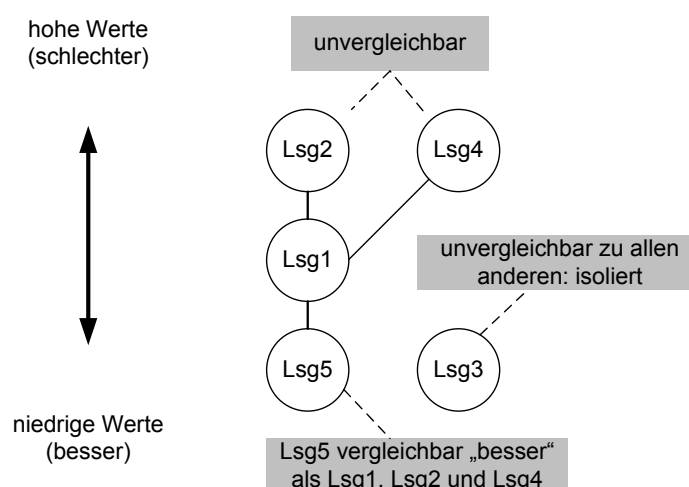 hohe Werte
(schlechter)
unvergleichbar
Lsg2
Lsg4
Lsg1
unvergleichbar zu allen
anderen: isoliert
Lsg5
Lsg3
niedrige Werte
(besser)
Lsg5 vergleichbar „besser“
als Lsg1, Lsg2 und Lsg4